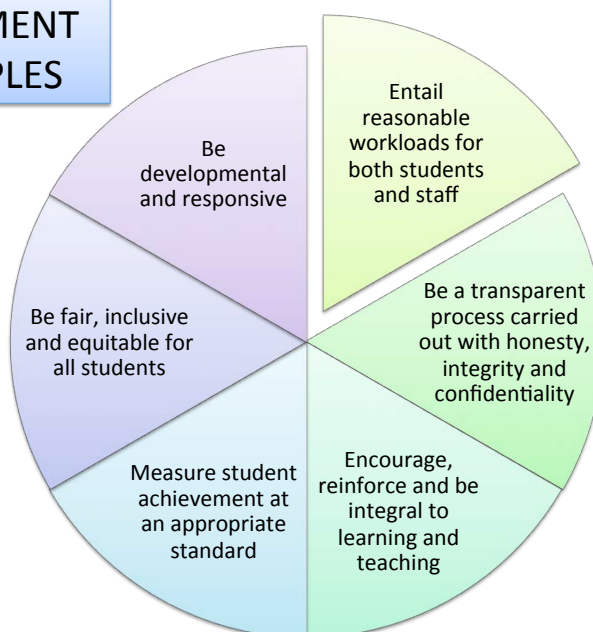 MENT
PLES
Entail
reasonable
workloads for
both students
and staff
Be a transparent
process carried
out with honesty,
integrity and
confidentiality
Encourage,
reinforce and be
integral to
learning and
teaching
Measure student
achievement at
an appropriate
standard
Be fair, inclusive
and equitable for
all students
Be
developmental
and responsive